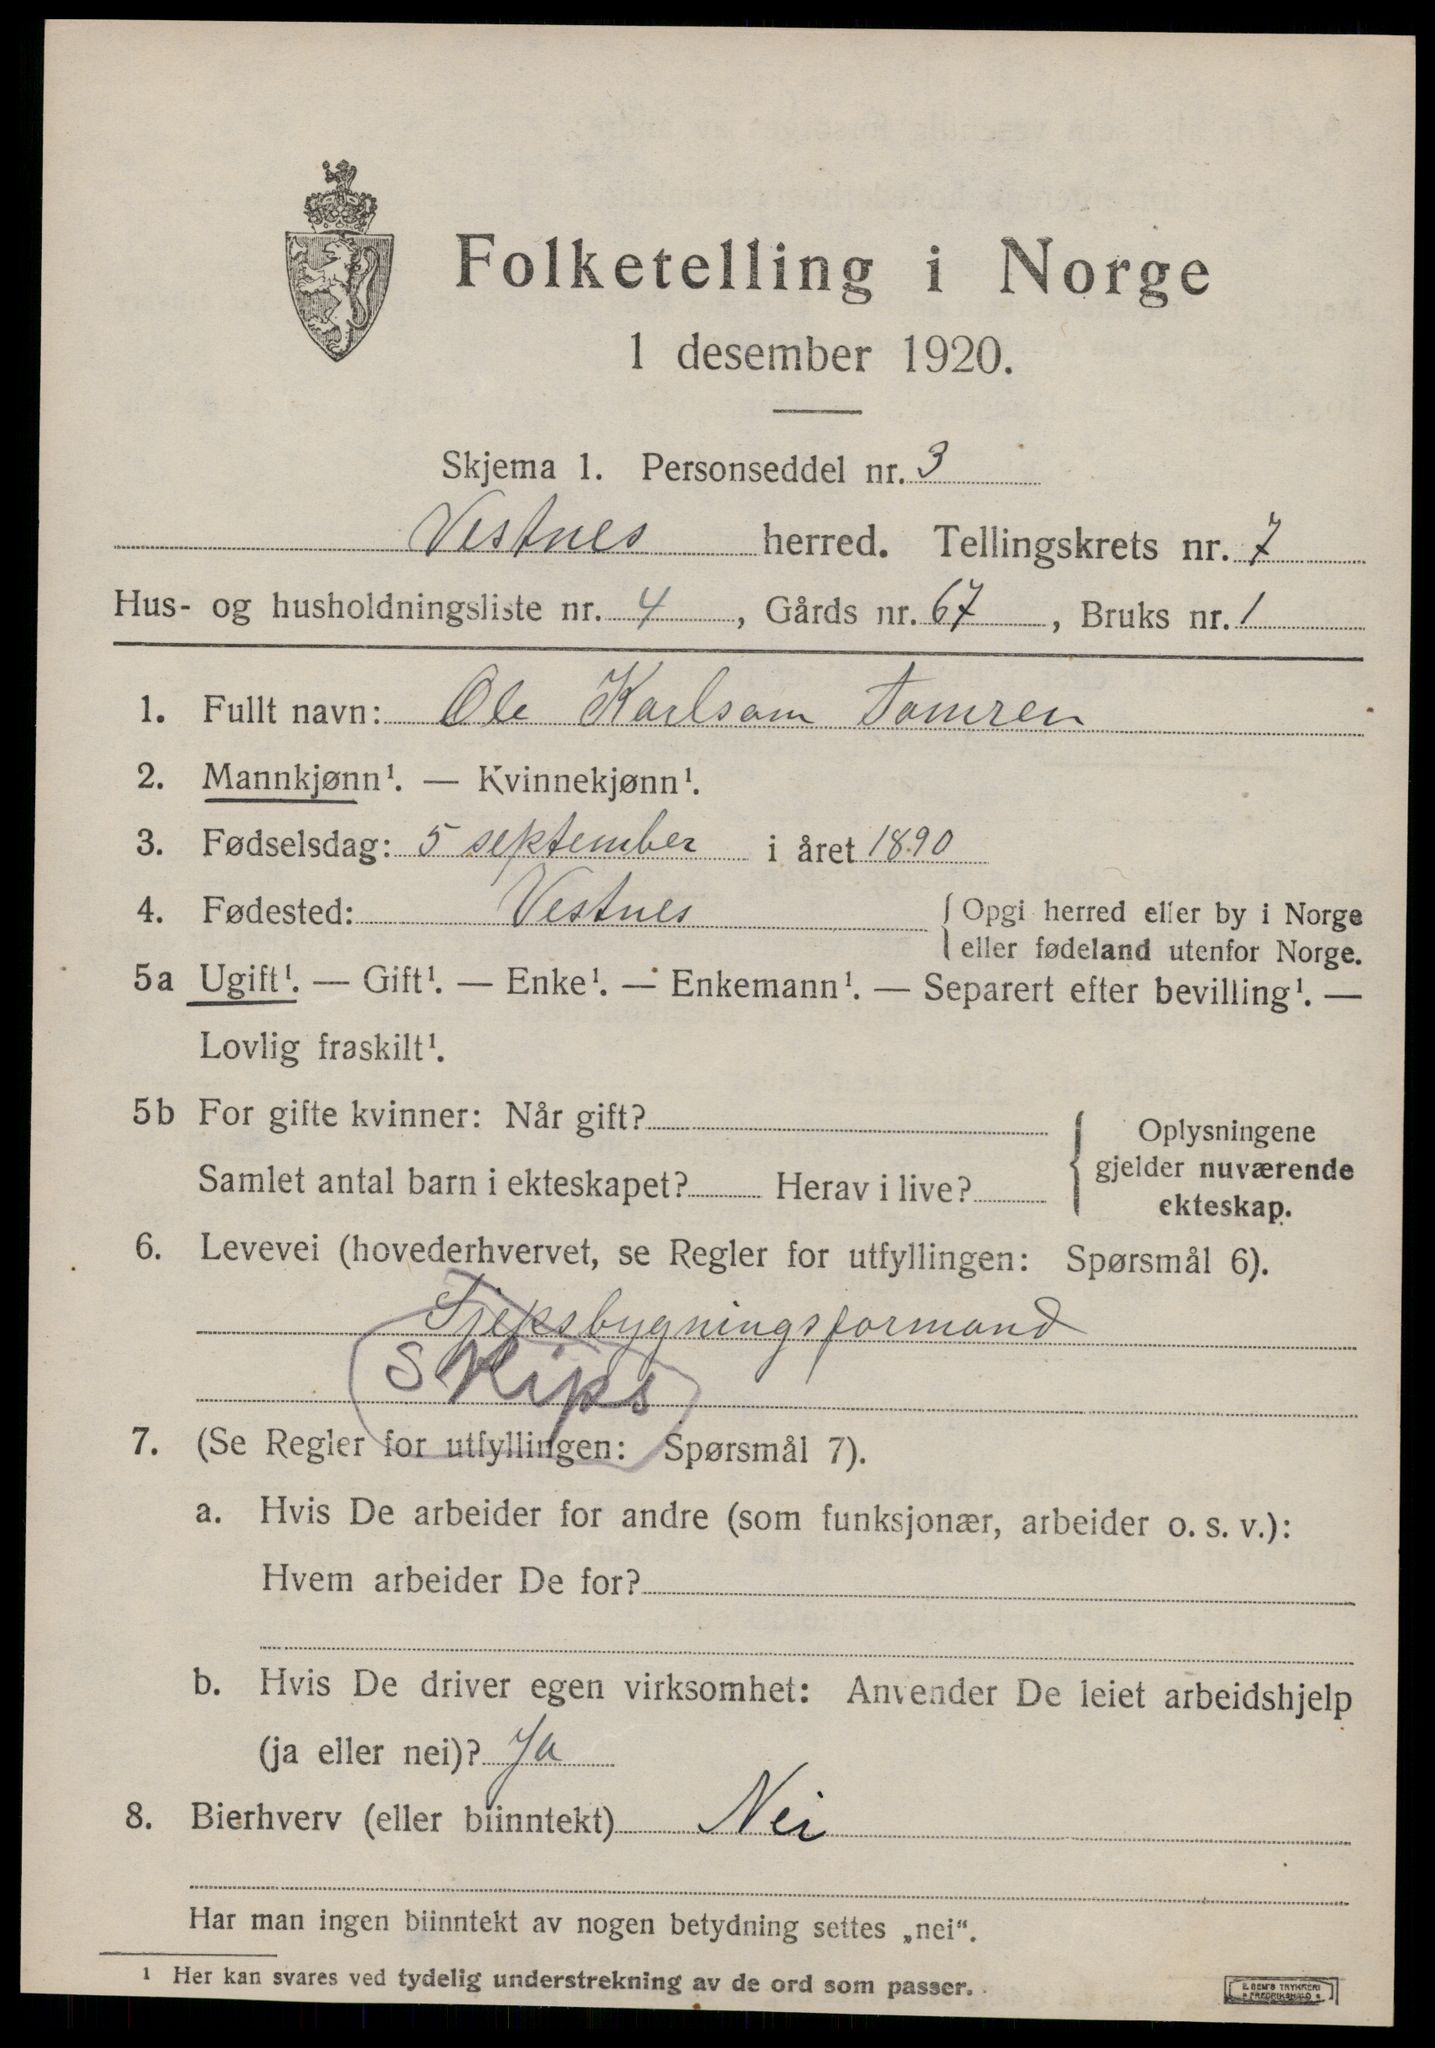 Folketelling i Norge
1 desember 1920.
Skjema 1. Personseddel nr. 3
Vestnes herred. Tellingskrets nr. 7
Hus- og husholdningsliste nr. 4, Gårds nr. 67, Bruks nr. 1
1. Fullt navn: Ole Karlsom Tomren
2. Mannkjønn¹. — Kvinnekjønn¹.
3. Fødselsdag: 5 september i året 1890
4. Fødested: Vestnes { Opgi herred eller by i Norge
eller fødeland utenfor Norge.
5a Ugift¹. — Gift¹. — Enke¹. — Enkemann¹. — Separert efter bevilling¹. —
Lovlig fraskilt¹.
5b For gifte kvinner: Når gift?
Samlet antal barn i ekteskapet? Herav i live?
{ Oplysningene
gjelder nuværende
ekteskap.
6. Levevei (hovederhvervet, se Regler for utfyllingen: Spørsmål 6).
Sjepsbygningsformand
Skips
7. (Se Regler for utfyllingen: Spørsmål 7).
a. Hvis De arbeider for andre (som funksjonær, arbeider o. s. v.):
Hvem arbeider De for?
b. Hvis De driver egen virksomhet: Anvender De leiet arbeidshjelp
(ja eller nei)? Ja
8. Bierhverv (eller biinntekt) Nei
Har man ingen biinntekt av nogen betydning settes „nei“.
¹ Her kan svares ved tydelig understrekning av de ord som passer.
E. SEM'S TRYKKERI
FREDRIKSHALD